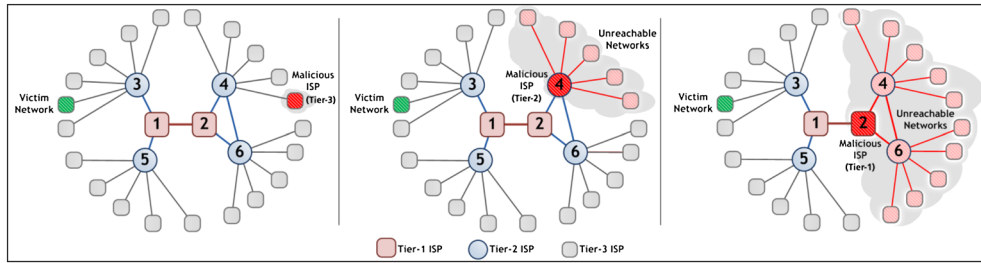 3
4
Malicious
ISP
(Tier-3)
Victim
Network
1
2
5
6
Unreachable
Networks
3
Malicious
ISP
(Tier-2)
4
Victim
Network
1
2
5
6
3
4
Victim
Network
Unreachable
Networks
1
2
Malicious
ISP
(Tier-1)
5
6
Tier-1 ISP
Tier-2 ISP
Tier-3 ISP